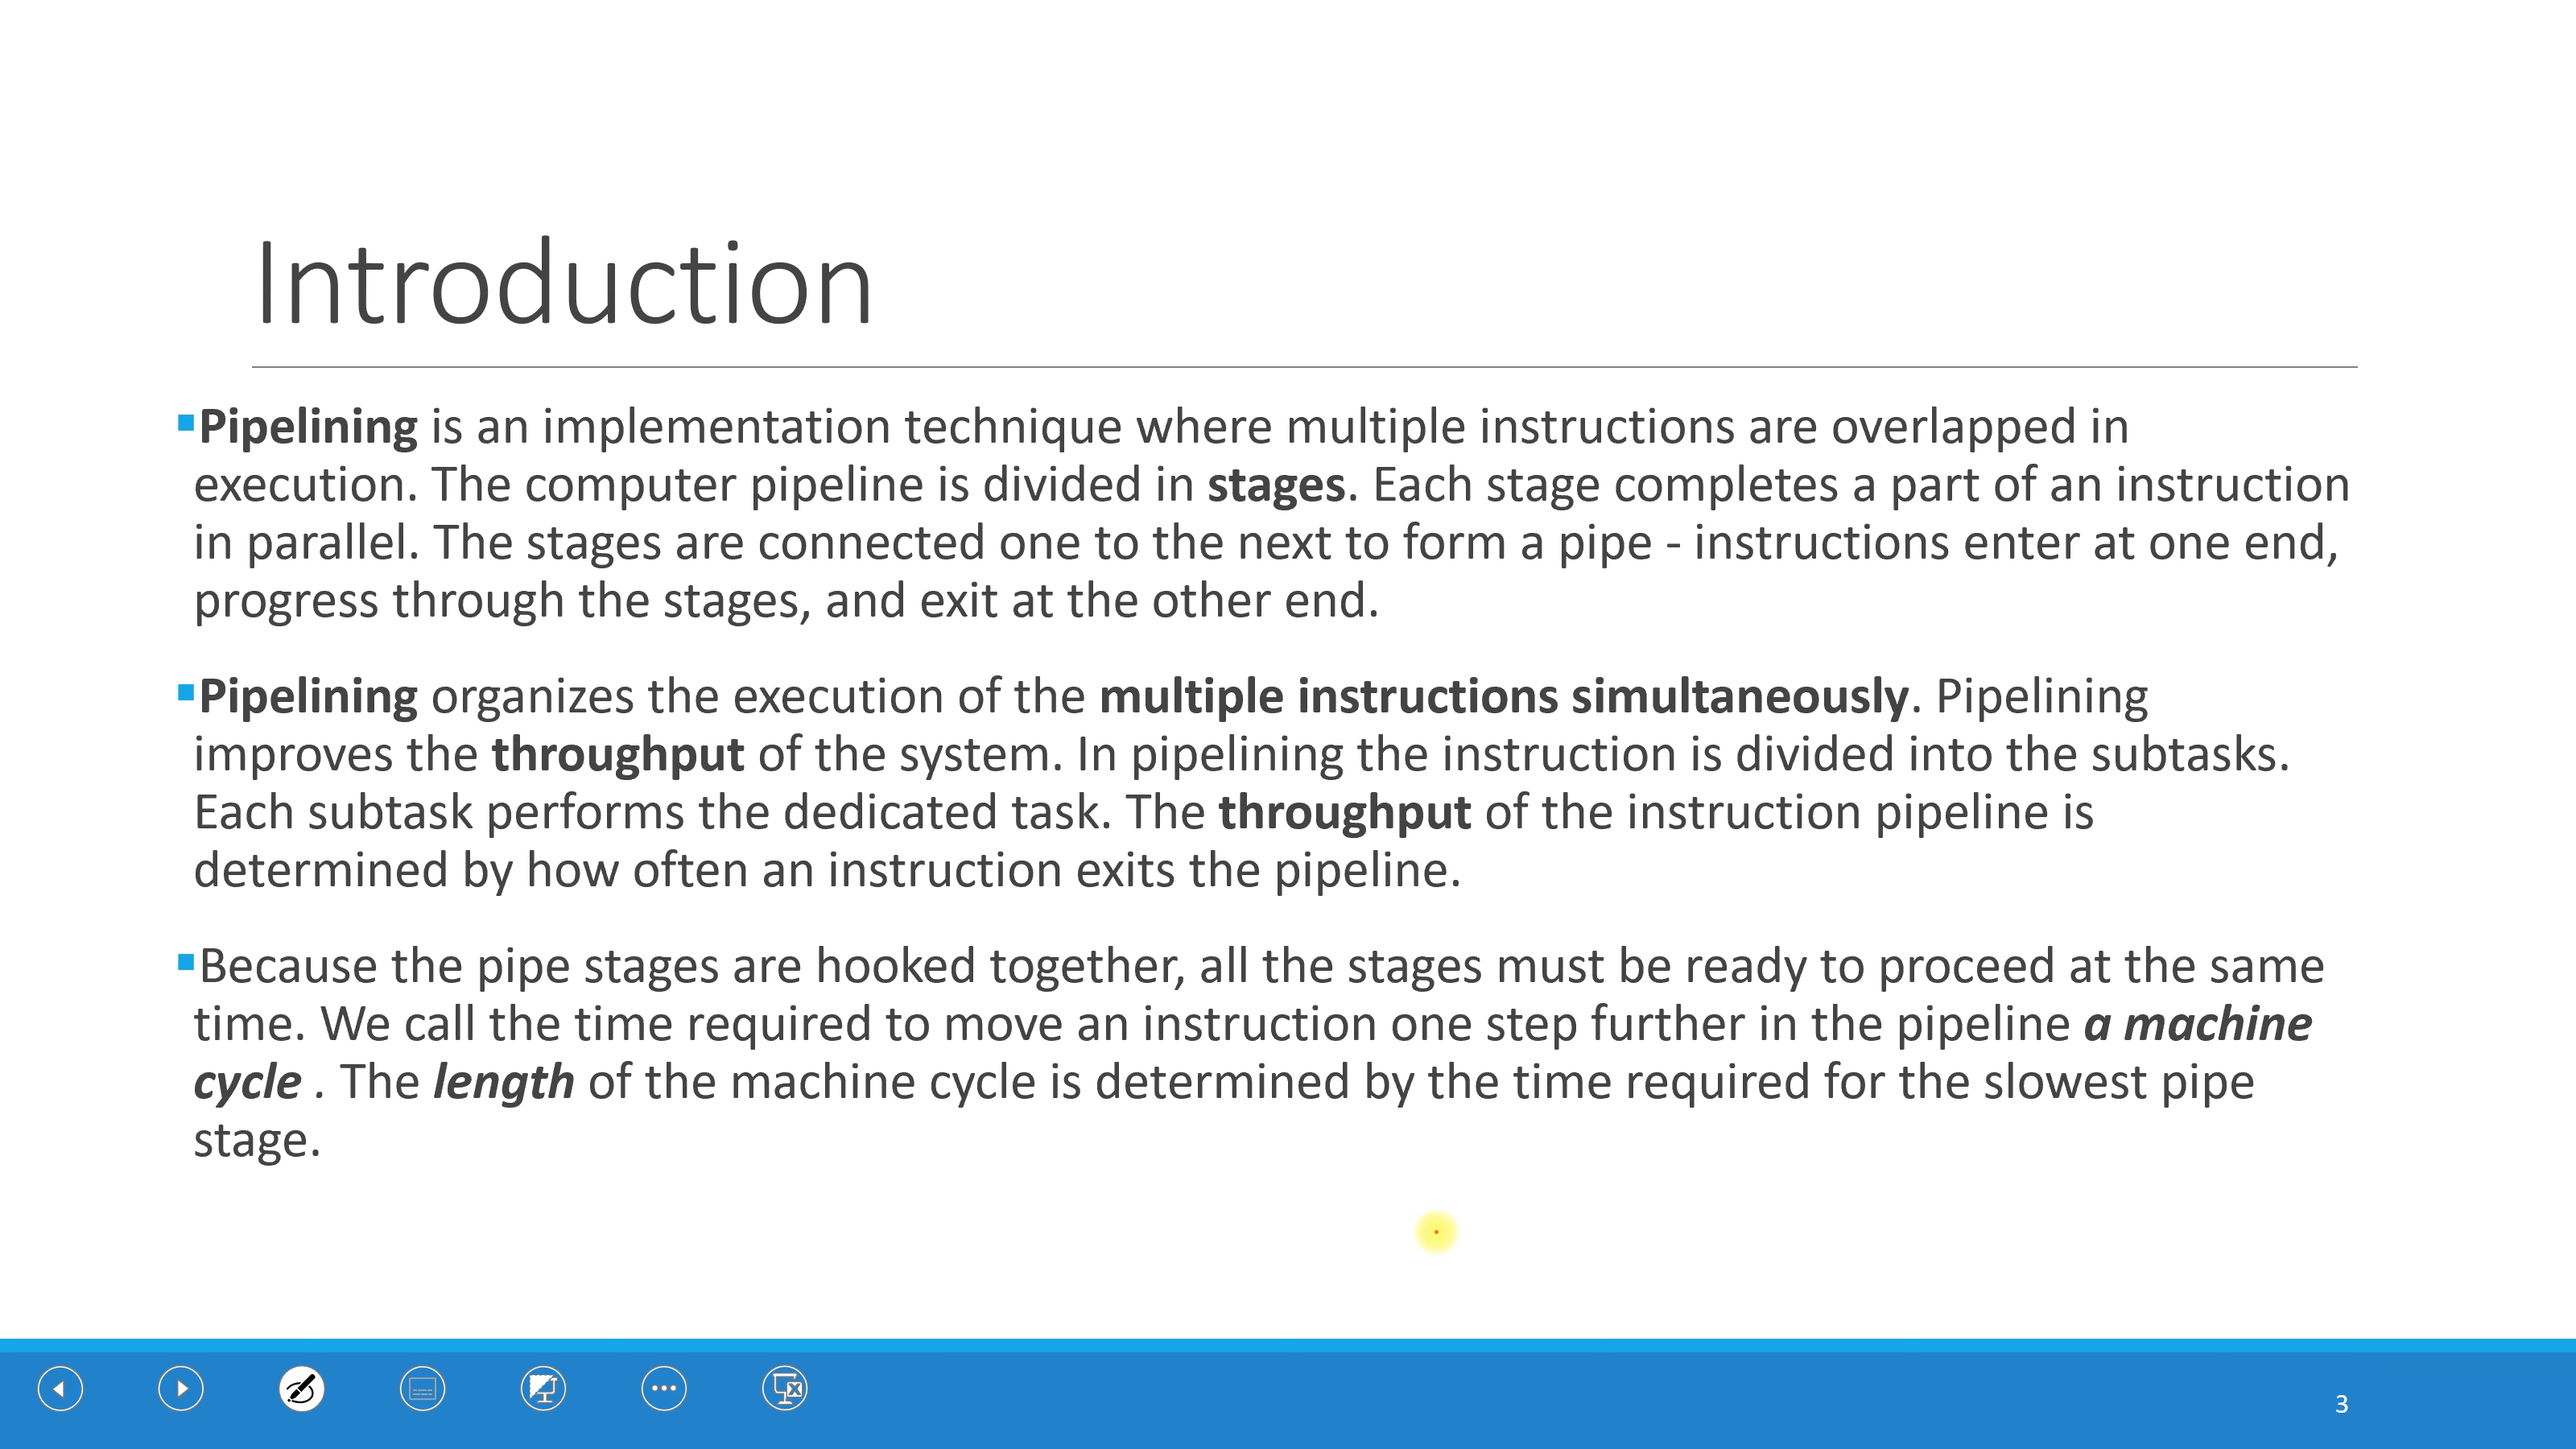 Introduction
▪Pipelining is an implementation technique where multiple instructions are overlapped in
execution. The computer pipeline is divided in stages. Each stage completes a part of an instruction
in parallel. The stages are connected one to the next to form a pipe - instructions enter at one end,
progress through the stages, and exit at the other end.
▪Pipelining organizes the execution of the multiple instructions simultaneously. Pipelining
improves the throughput of the system. In pipelining the instruction is divided into the subtasks.
Each subtask performs the dedicated task. The throughput of the instruction pipeline is
determined by how often an instruction exits the pipeline.
▪Because the pipe stages are hooked together, all the stages must be ready to proceed at the same
time. We call the time required to move an instruction one step further in the pipeline a machine
cycle . The length of the machine cycle is determined by the time required for the slowest pipe
stage.
3